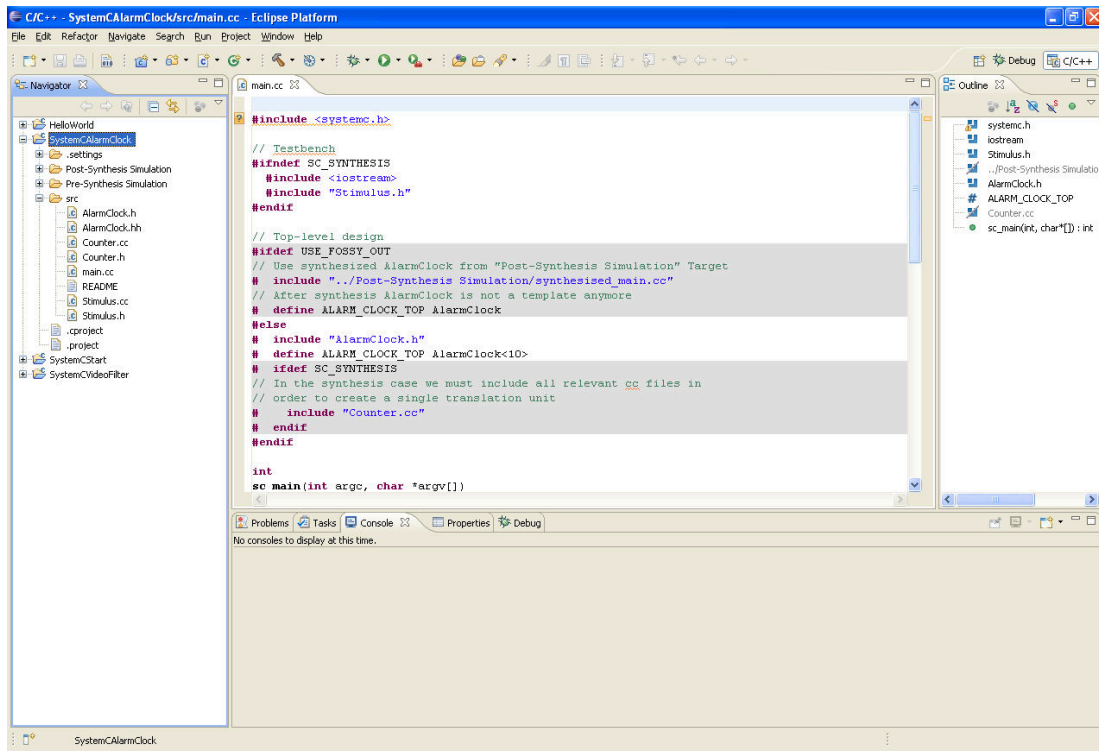 C/C++ - SystemCAlarmClock/src/main.cc - Eclipse Platform
File Edit Refactor Navigate Search Run Project Window Help
Debug C/C++
Navigator
HelloWorld
SystemCAlarmClock
.settings
Post-Synthesis Simulation
Pre-Synthesis Simulation
src
AlarmClock.h
AlarmClock.hh
Counter.cc
Counter.h
main.cc
README
Stimulus.cc
Stimulus.h
.cproject
.project
SystemCStart
SystemCVideoFilter
main.cc
#include <systemc.h>
// Testbench
#ifndef SC_SYNTHESIS
#include <iostream>
#include "Stimulus.h"
#endif
// Top-level design
#ifdef USE_FOSSY_OUT
// Use synthesized AlarmClock from "Post-Synthesis Simulation" Target
# include "../Post-Synthesis Simulation/synthesised_main.cc"
// After synthesis AlarmClock is not a template anymore
# define ALARM_CLOCK_TOP AlarmClock
#else
# include "AlarmClock.h"
# define ALARM_CLOCK_TOP AlarmClock<10>
# ifdef SC_SYNTHESIS
// In the synthesis case we must include all relevant cc files in
// order to create a single translation unit
# include "Counter.cc"
# endif
#endif
int
sc_main(int argc, char *argv[])
Outline
systemc.h
iostream
Stimulus.h
../Post-Synthesis Simulatio
AlarmClock.h
# ALARM_CLOCK_TOP
Counter.cc
sc_main(int, char*[]) : int
Problems Tasks Console Properties Debug
No consoles to display at this time.
SystemCAlarmClock